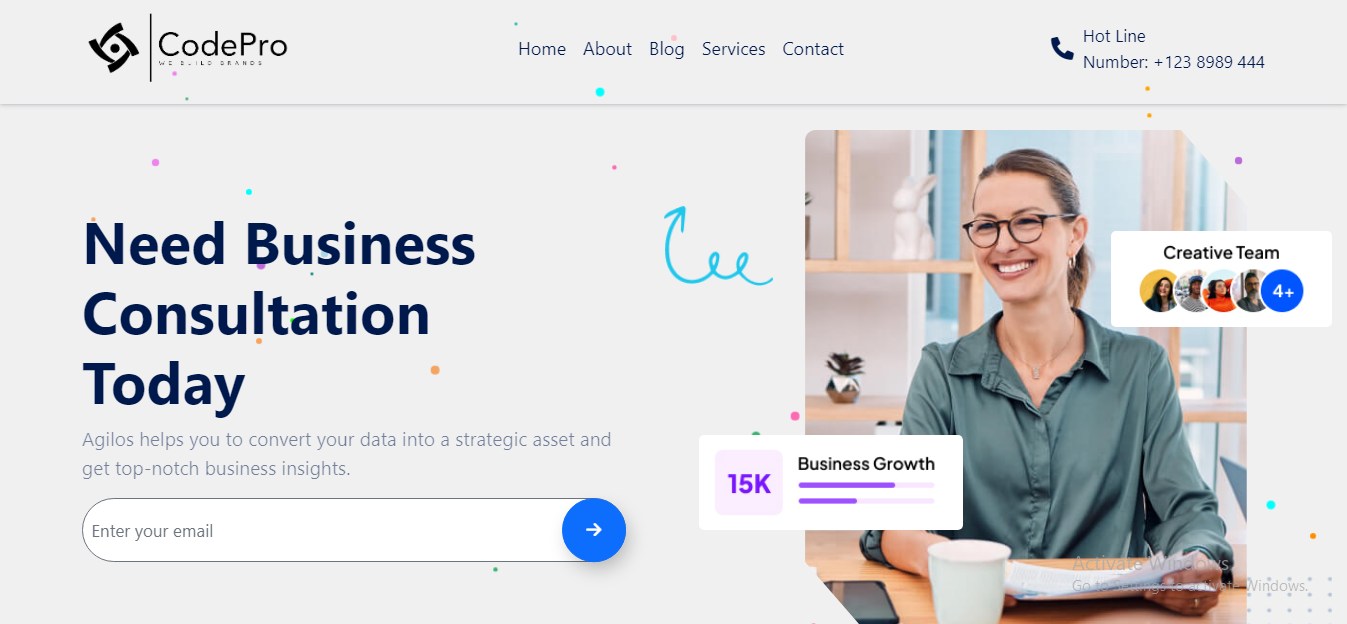 CodePro
WE BUILD BRANDS
Home About Blog Services Contact
Hot Line
Number: +123 8989 444
Need Business
Consultation
Today
Agilos helps you to convert your data into a strategic asset and
get top-notch business insights.
Enter your email
Creative Team
4+
15K
Business Growth
Activate Windows
Go to Settings to activate Windows.